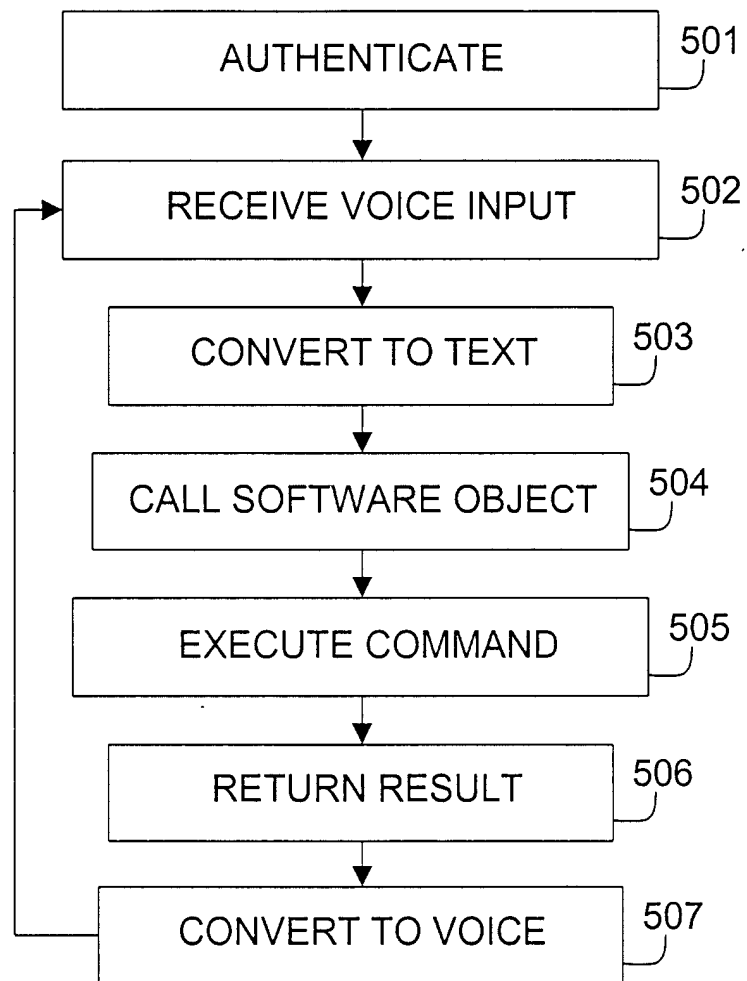 AUTHENTICATE
501
RECEIVE VOICE INPUT
502
CONVERT TO TEXT
503
CALL SOFTWARE OBJECT
504
EXECUTE COMMAND
505
RETURN RESULT
506
CONVERT TO VOICE
507